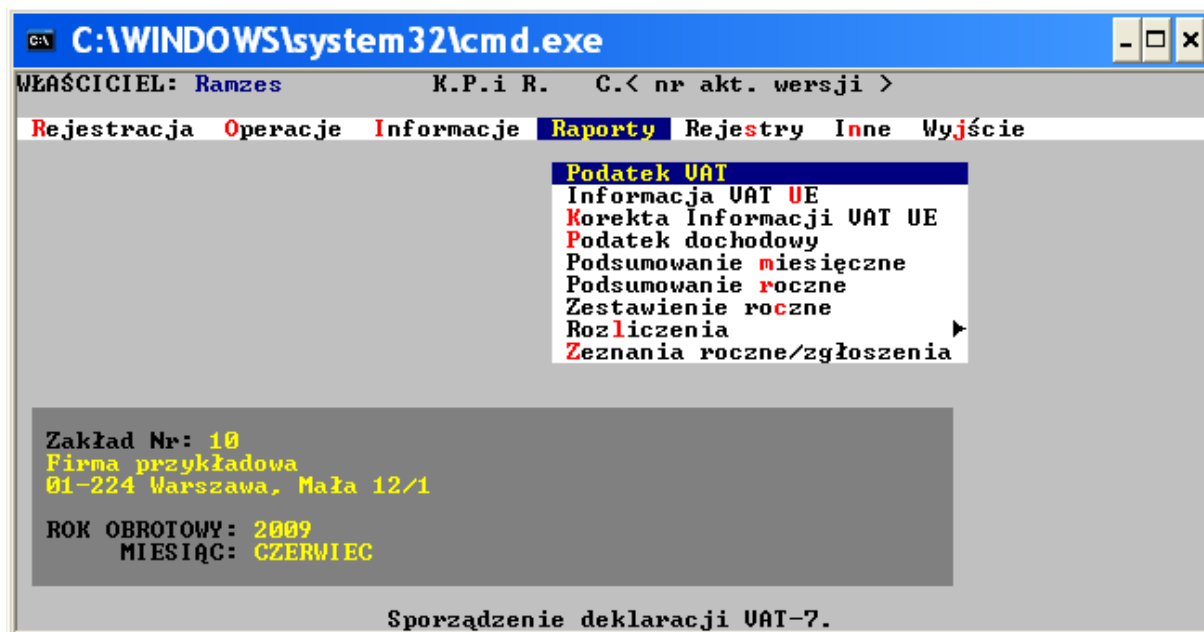 C:\WINDOWS\system32\cmd.exe
WŁAŚCICIEL: Ramzes K.P.i R. C.< nr akt. wersji >
Rejestracja Operacje Informacje Raporty Rejestry Inne Wyjście
Podatek VAT
Informacja VAT UE
Korekta Informacji VAT UE
Podatek dochodowy
Podsumowanie miesięczne
Podsumowanie roczne
Zestawienie roczne
Rozliczenia
Zeznania roczne/zgłoszenia
Zakład Nr: 10
Firma przykładowa
01-224 Warszawa, Mała 12/1
ROK OBROTOWY: 2009
MIESIĄC: CZERWIEC
Sporządzenie deklaracji VAT-7.